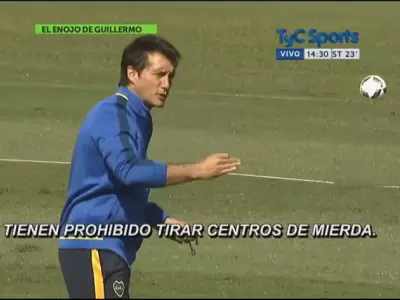 EL ENOJO DE GUILLERMO
TyC Sports
VIVO 14:30 ST 23°
TIENEN PROHIBIDO TIRAR CENTROS DE MIERDA.